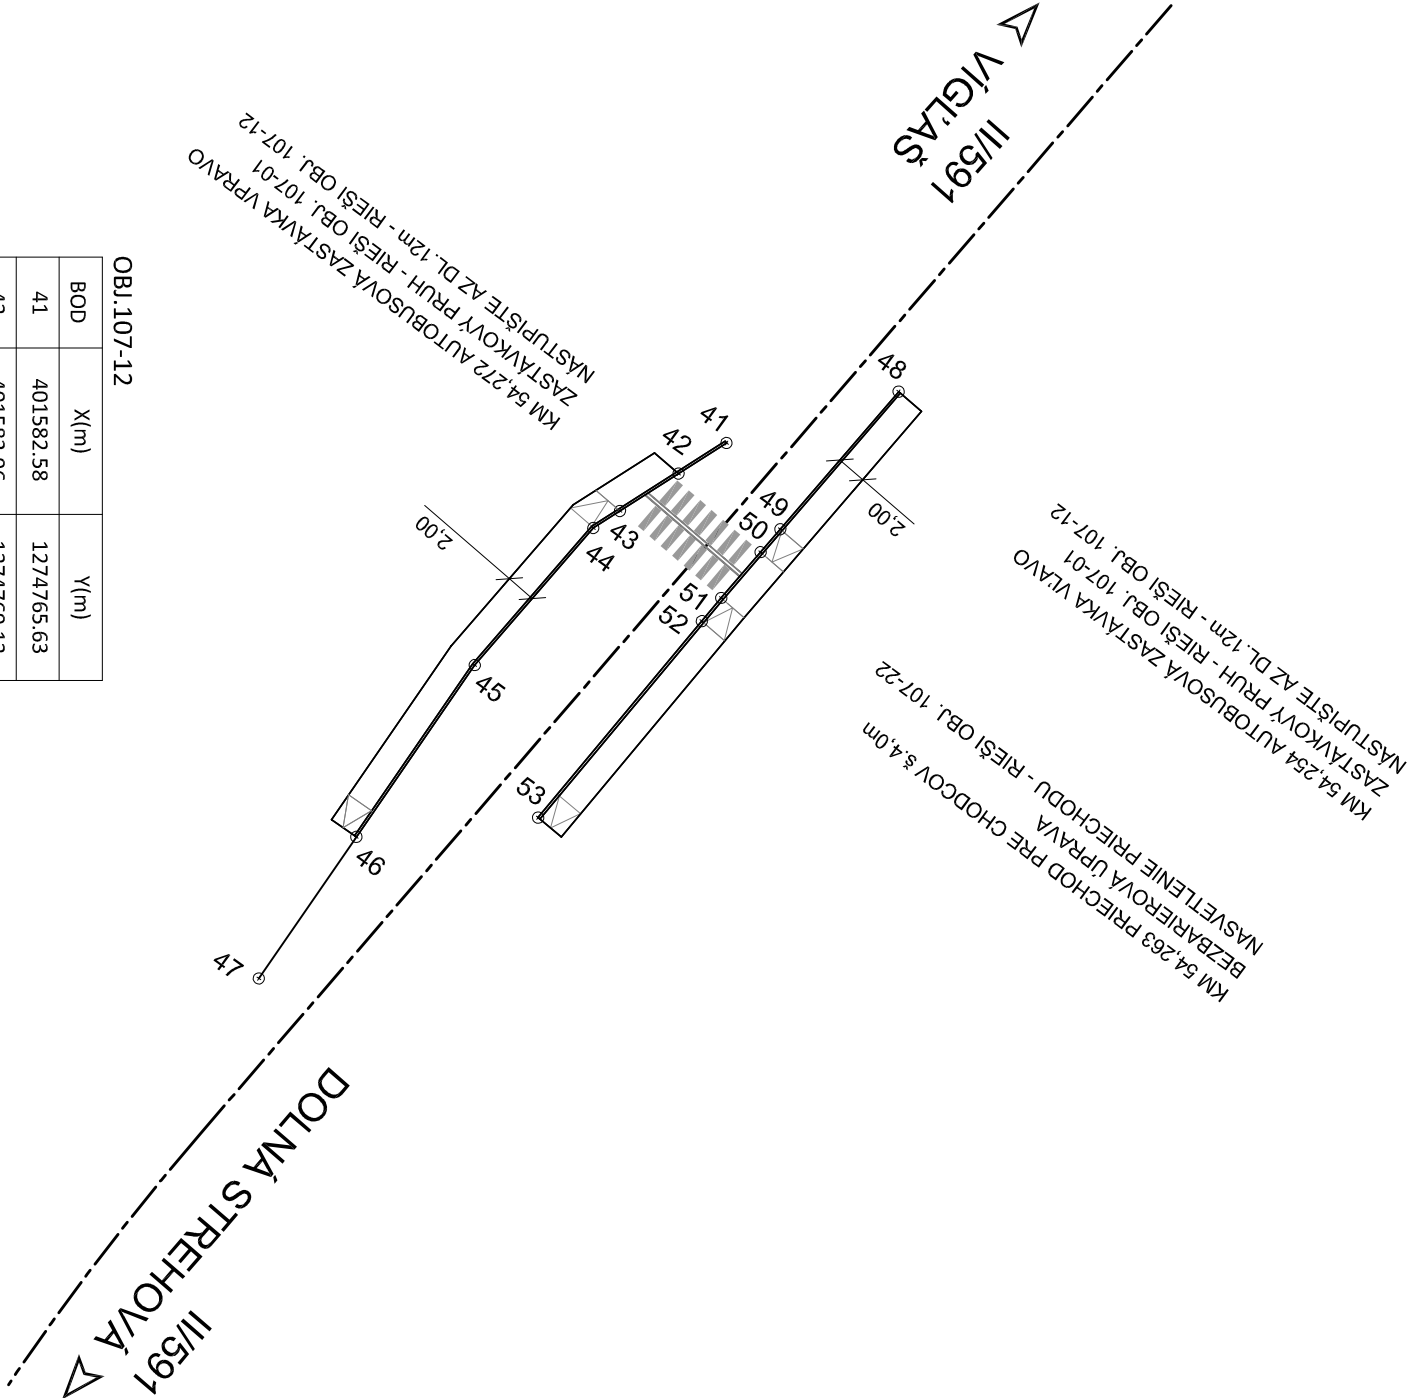 VÍGĽAŠ
II/591
KM 54,272 AUTOBUSOVÁ ZASTÁVKA VPRAVO
ZASTÁVKOVÝ PRUH - RIEŠI OBJ. 107-01
NÁSTUPIŠTE AZ DL.12m - RIEŠI OBJ. 107-12
KM 54,254 AUTOBUSOVÁ ZASTÁVKA VĽAVO
ZASTÁVKOVÝ PRUH - RIEŠI OBJ. 107-01
NÁSTUPIŠTE AZ DL.12m - RIEŠI OBJ. 107-12
KM 54,263 PRIECHOD PRE CHODCOV š.4,0m
BEZBARIEROVÁ ÚPRAVA
NASVETLENIE PRIECHODU - RIEŠI OBJ. 107-22
48
41
42
49
50
43
44
51
52
45
53
46
47
2,00
2,00
DOLNÁ STREHOVÁ
II/591
OBJ.107-12
BOD X(m) Y(m)
41 401582.58 1274765.63